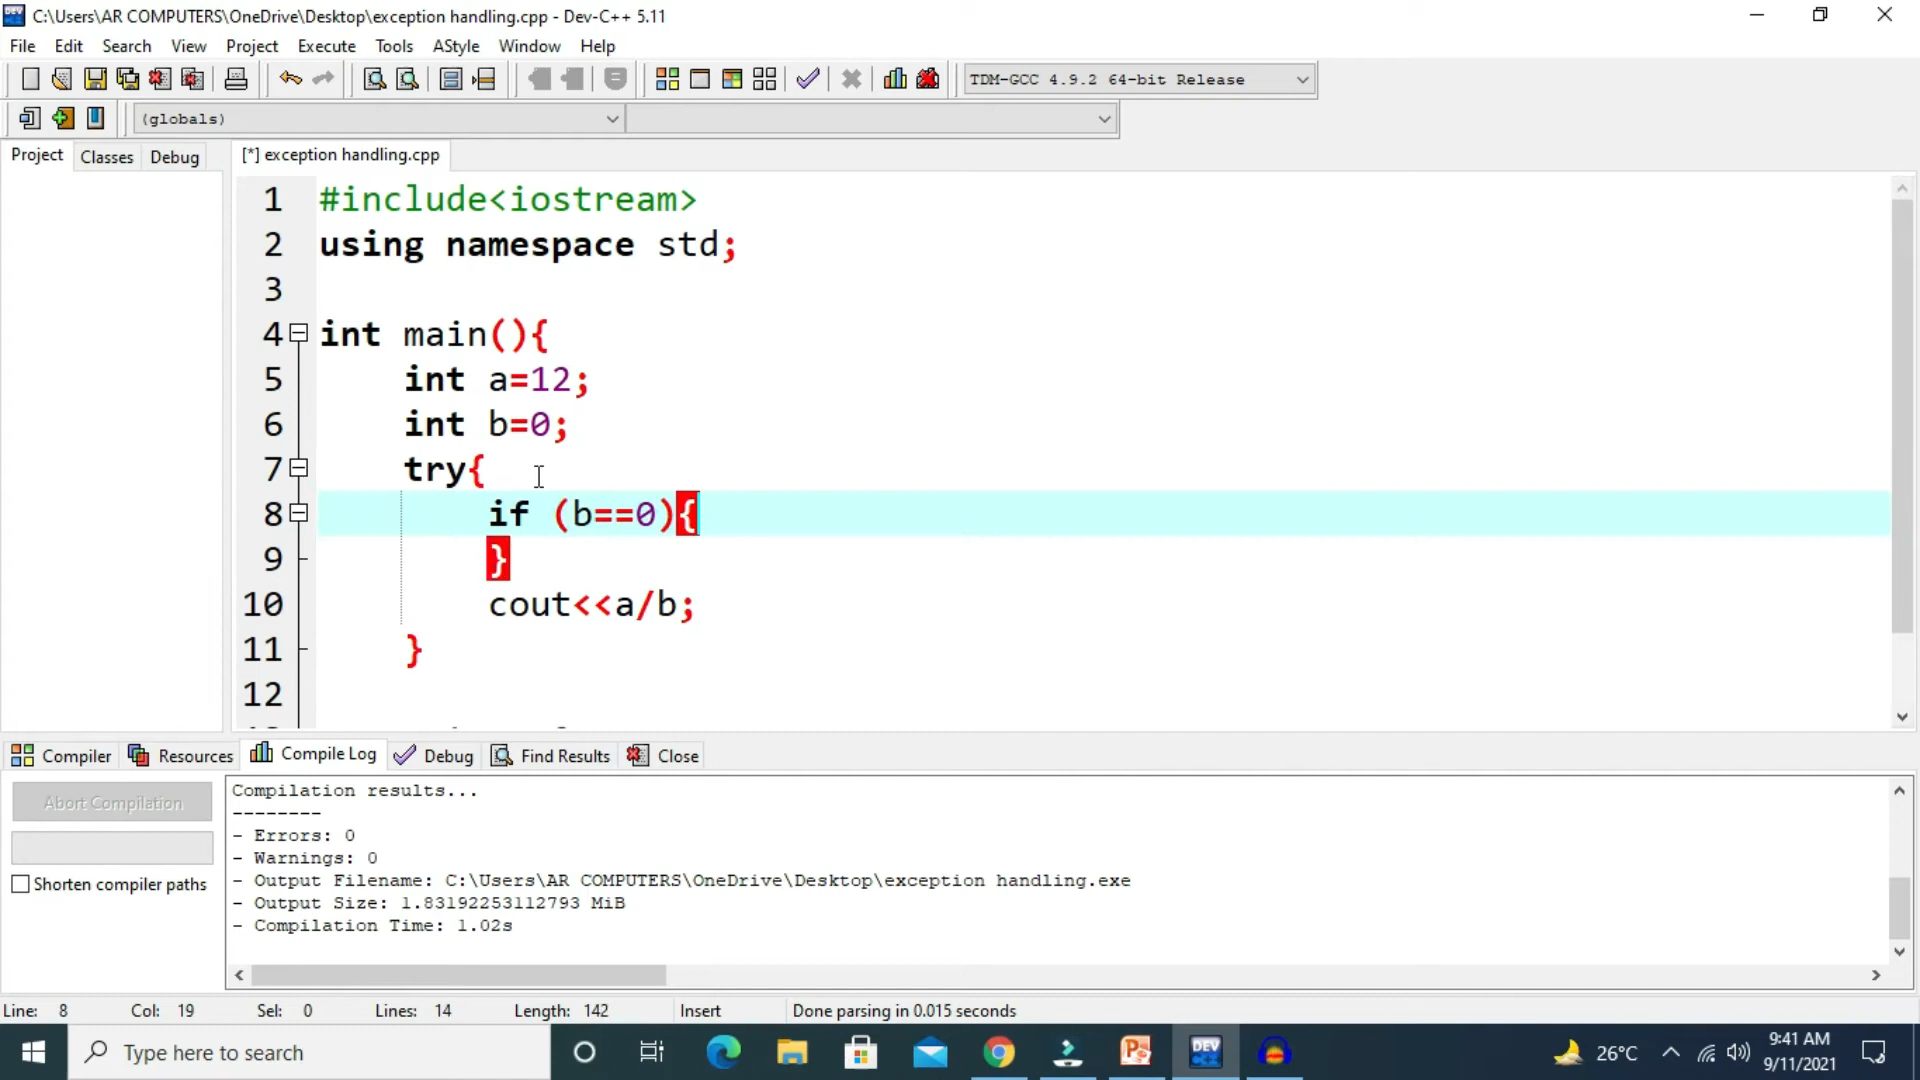 C:\Users\AR COMPUTERS\OneDrive\Desktop\exception handling.cpp - Dev-C++ 5.11
File Edit Search View Project Execute Tools AStyle Window Help
TDM-GCC 4.9.2 64-bit Release
(globals)
Project Classes Debug [*] exception handling.cpp
1 #include<iostream>
2 using namespace std;
3
4 int main(){
5 int a=12;
6 int b=0;
7 try{
8 if (b==0){
9 }
10 cout<<a/b;
11 }
12
Compiler Resources Compile Log Debug Find Results Close
Abort Compilation
Shorten compiler paths
Compilation results...
--------
- Errors: 0
- Warnings: 0
- Output Filename: C:\Users\AR COMPUTERS\OneDrive\Desktop\exception handling.exe
- Output Size: 1.83192253112793 MiB
- Compilation Time: 1.02s
Line: 8 Col: 19 Sel: 0 Lines: 14 Length: 142 Insert Done parsing in 0.015 seconds
Type here to search
DEV
26°C
9:41 AM
9/11/2021